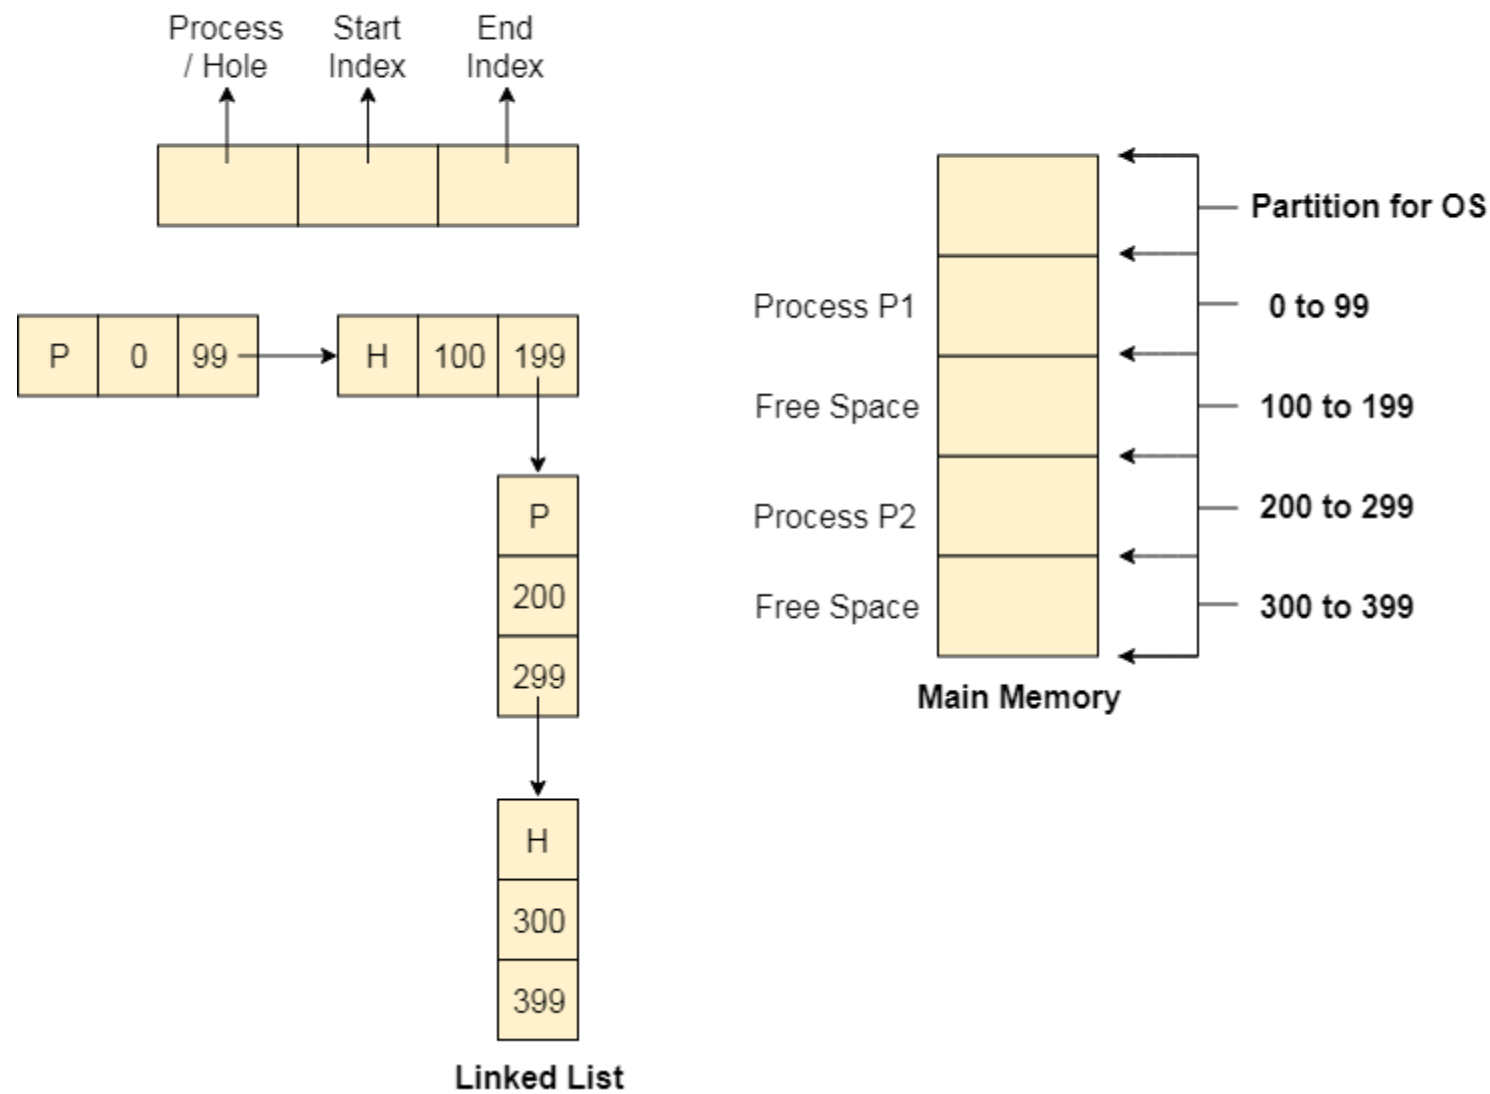 Process
/ Hole
Start
Index
End
Index
P 0 99
H 100 199
P
200
299
H
300
399
Linked List
Partition for OS
Process P1
0 to 99
Free Space
100 to 199
Process P2
200 to 299
Free Space
300 to 399
Main Memory